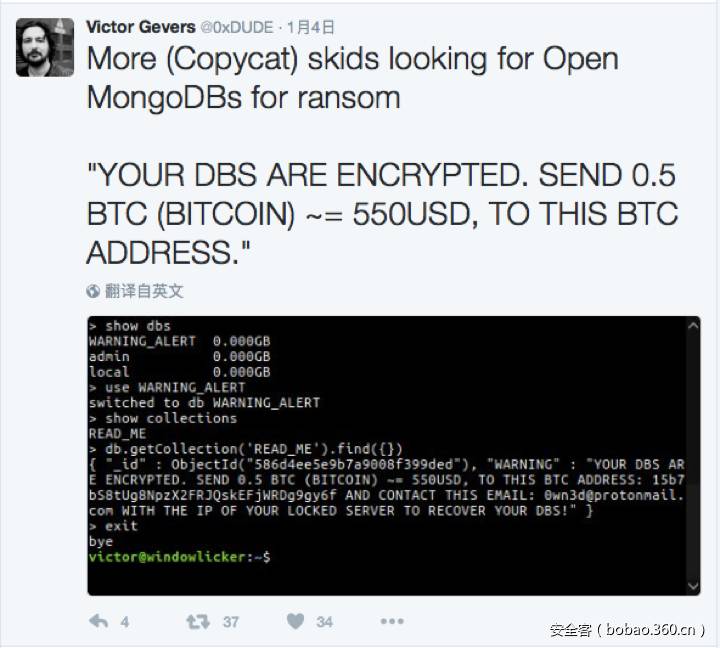 Victor Gevers @0xDUDE · 1月4日
More (Copycat) skids looking for Open
MongoDBs for ransom
"YOUR DBS ARE ENCRYPTED. SEND 0.5
BTC (BITCOIN) ~= 550USD, TO THIS BTC
ADDRESS."
翻译自英文
> show dbs
WARNING_ALERT 0.000GB
admin 0.000GB
local 0.000GB
> use WARNING_ALERT
switched to db WARNING_ALERT
> show collections
READ_ME
> db.getCollection('READ_ME').find({})
{ "_id" : ObjectId("586d4ee5e9b7a9008f399ded"), "WARNING" : "YOUR DBS AR
E ENCRYPTED. SEND 0.5 BTC (BITCOIN) ~= 550USD, TO THIS BTC ADDRESS: 15b7
bS8tUg8NpzX2FRJQskEFjWRDg9gy6f AND CONTACT THIS EMAIL: 0wn3d@protonmail.
com WITH THE IP OF YOUR LOCKED SERVER TO RECOVER YOUR DBS!" }
> exit
bye
victor@windowlicker:~$
4 37 34
安全客（bobao.360.cn）